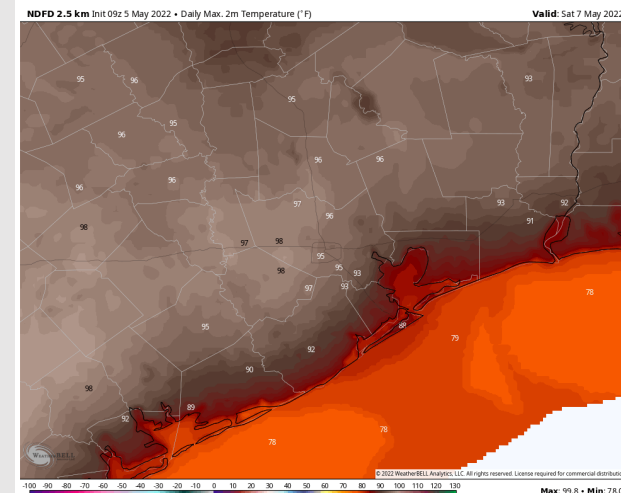 NDFD 2.5 km Init 09z 5 May 2022 • Daily Max. 2m Temperature (°F)
Valid: Sat 7 May 2022
95 96 95 93
96 95
96 96
96 96
97 93 92
96 91
98
97 98
95
98 95 93
97 93 78
95 88
79
92
90
98
89
92 78
78
WeatherBELL
© 2022 WeatherBELL Analytics, LLC. All rights reserved. License required for commercial distributio
-100 -90 -80 -70 -60 -50 -40 -30 -20 -10 0 10 20 30 40 50 60 70 80 90 100 110 120 130
Max: 99.8 • Min: 78.0